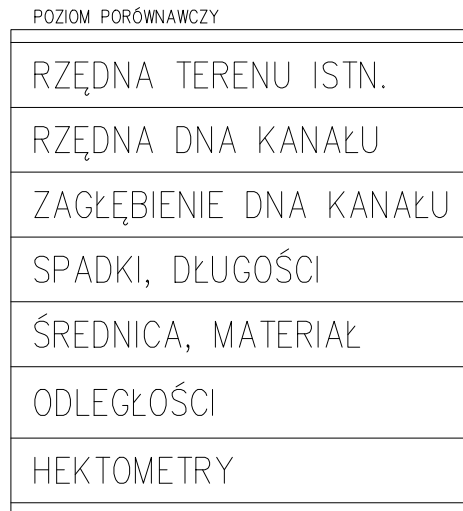 POZIOM PORÓWNAWCZY
RZĘDNA TERENU ISTN.
RZĘDNA DNA KANAŁU
ZAGŁĘBIENIE DNA KANAŁU
SPADKI, DŁUGOŚCI
ŚREDNICA, MATERIAŁ
ODLEGŁOŚCI
HEKTOMETRY